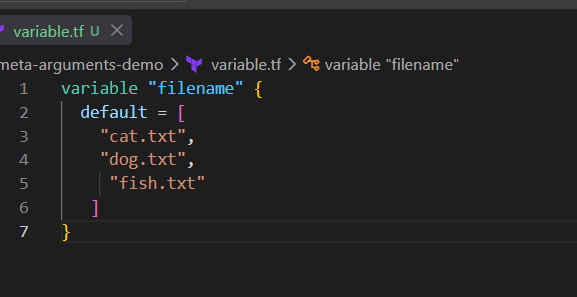 variable.tf U
meta-arguments-demo > variable.tf > variable "filename"
1 variable "filename" {
2 default = [
3 "cat.txt",
4 "dog.txt",
5 "fish.txt"
6 ]
7 }